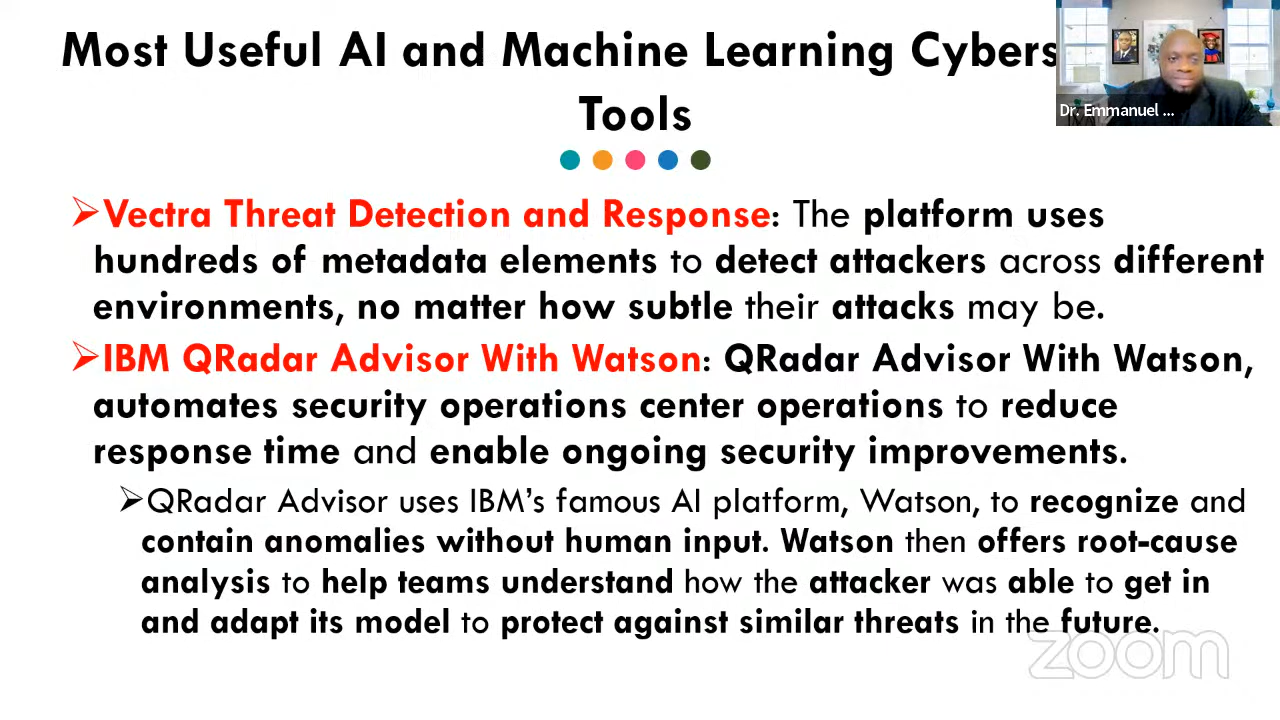 Most Useful AI and Machine Learning Cybers
Tools
Dr. Emmanuel ...
➢Vectra Threat Detection and Response: The platform uses
hundreds of metadata elements to detect attackers across different
environments, no matter how subtle their attacks may be.
➢IBM QRadar Advisor With Watson: QRadar Advisor With Watson,
automates security operations center operations to reduce
response time and enable ongoing security improvements.
➢QRadar Advisor uses IBM's famous AI platform, Watson, to recognize and
contain anomalies without human input. Watson then offers root-cause
analysis to help teams understand how the attacker was able to get in
and adapt its model to protect against similar threats in the future.
zoom